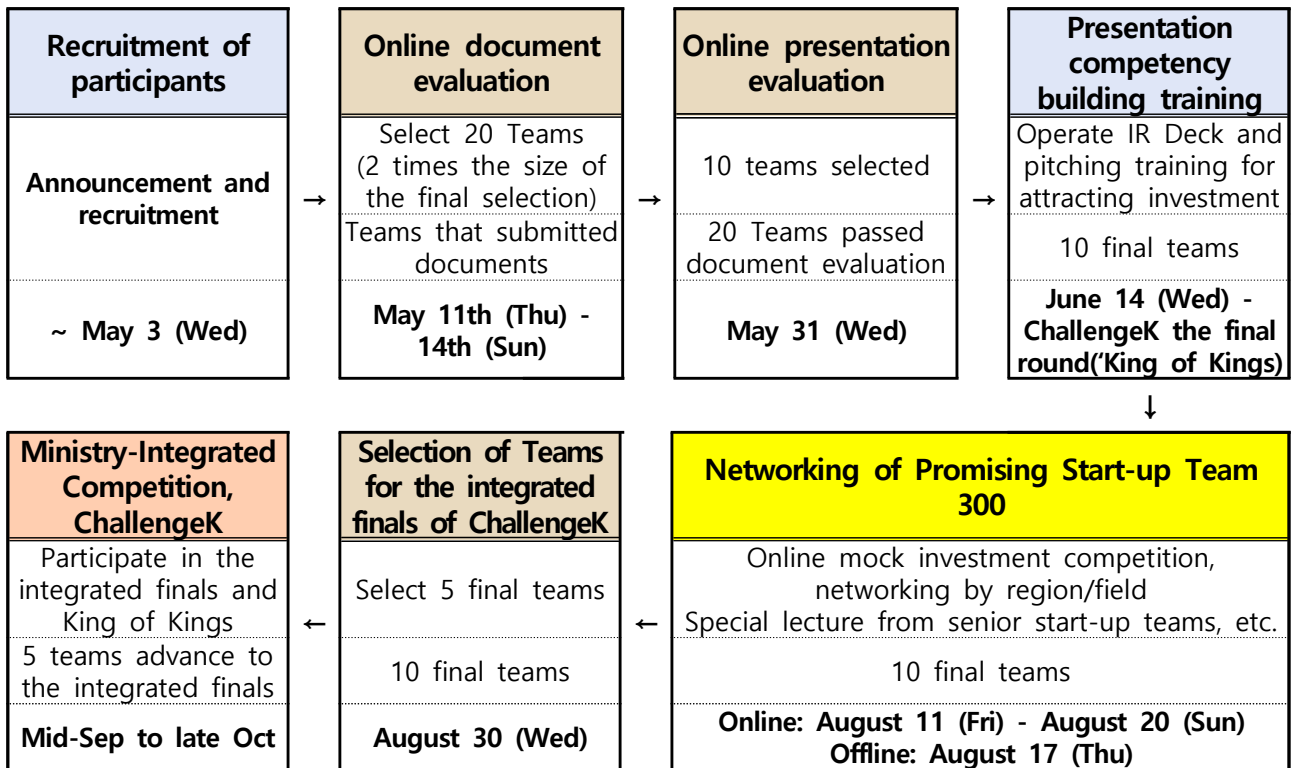 Recruitment of
participants
Announcement and
recruitment
~ May 3 (Wed)
→
Online document
evaluation
Select 20 Teams
(2 times the size of
the final selection)
Teams that submitted
documents
May 11th (Thu) -
14th (Sun)
→
Online presentation
evaluation
10 teams selected
20 Teams passed
document evaluation
May 31 (Wed)
→
Presentation
competency
building training
Operate IR Deck and
pitching training for
attracting investment
10 final teams
June 14 (Wed) -
ChallengeK the final
round('King of Kings)
↓
Networking of Promising Start-up Team
300
Online mock investment competition,
networking by region/field
Special lecture from senior start-up teams, etc.
10 final teams
Online: August 11 (Fri) - August 20 (Sun)
Offline: August 17 (Thu)
←
Selection of Teams
for the integrated
finals of ChallengeK
Select 5 final teams
10 final teams
August 30 (Wed)
←
Ministry-Integrated
Competition,
ChallengeK
Participate in the
integrated finals and
King of Kings
5 teams advance to
the integrated finals
Mid-Sep to late Oct